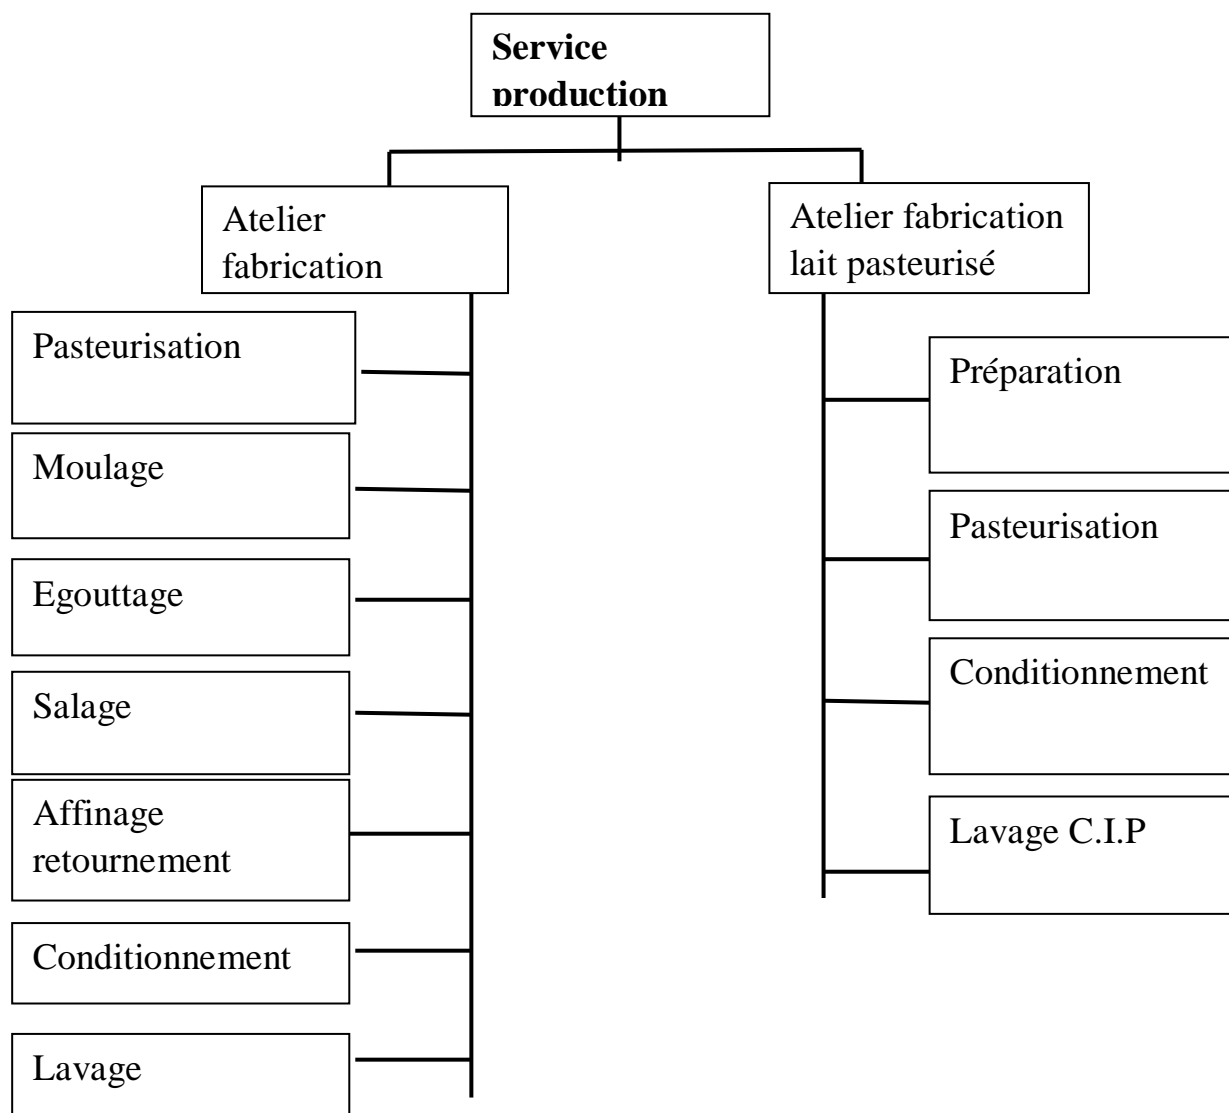 Service
production
Atelier
fabrication
Atelier fabrication
lait pasteurisé
Pasteurisation
Moulage
Egouttage
Salage
Affinage
retournement
Conditionnement
Lavage
Préparation
Pasteurisation
Conditionnement
Lavage C.I.P